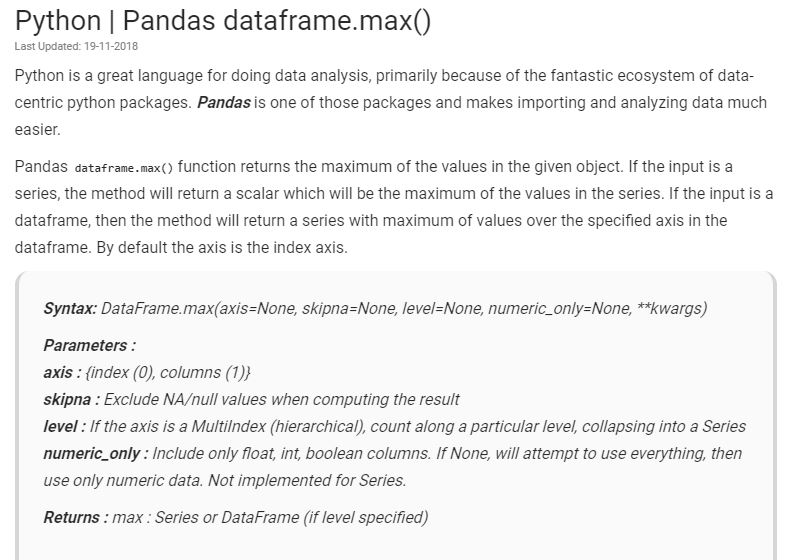 Python | Pandas dataframe.max()
Last Updated: 19-11-2018
Python is a great language for doing data analysis, primarily because of the fantastic ecosystem of data-
centric python packages. Pandas is one of those packages and makes importing and analyzing data much
easier.
Pandas dataframe.max() function returns the maximum of the values in the given object. If the input is a
series, the method will return a scalar which will be the maximum of the values in the series. If the input is a
dataframe, then the method will return a series with maximum of values over the specified axis in the
dataframe. By default the axis is the index axis.
Syntax: DataFrame.max(axis=None, skipna=None, level=None, numeric_only=None, **kwargs)
Parameters :
axis : {index (0), columns (1)}
skipna : Exclude NA/null values when computing the result
level : If the axis is a MultiIndex (hierarchical), count along a particular level, collapsing into a Series
numeric_only : Include only float, int, boolean columns. If None, will attempt to use everything, then
use only numeric data. Not implemented for Series.
Returns : max : Series or DataFrame (if level specified)